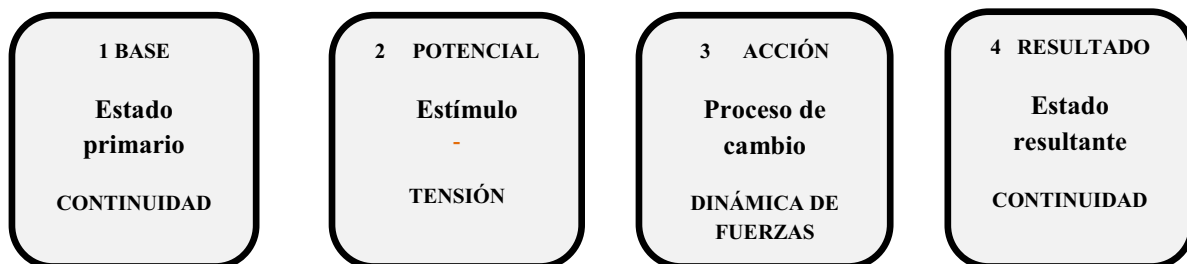 1 BASE
Estado
primario
CONTINUIDAD
2 POTENCIAL
Estímulo
-
TENSIÓN
3 ACCIÓN
Proceso de
cambio
DINÁMICA DE
FUERZAS
4 RESULTADO
Estado
resultante
CONTINUIDAD